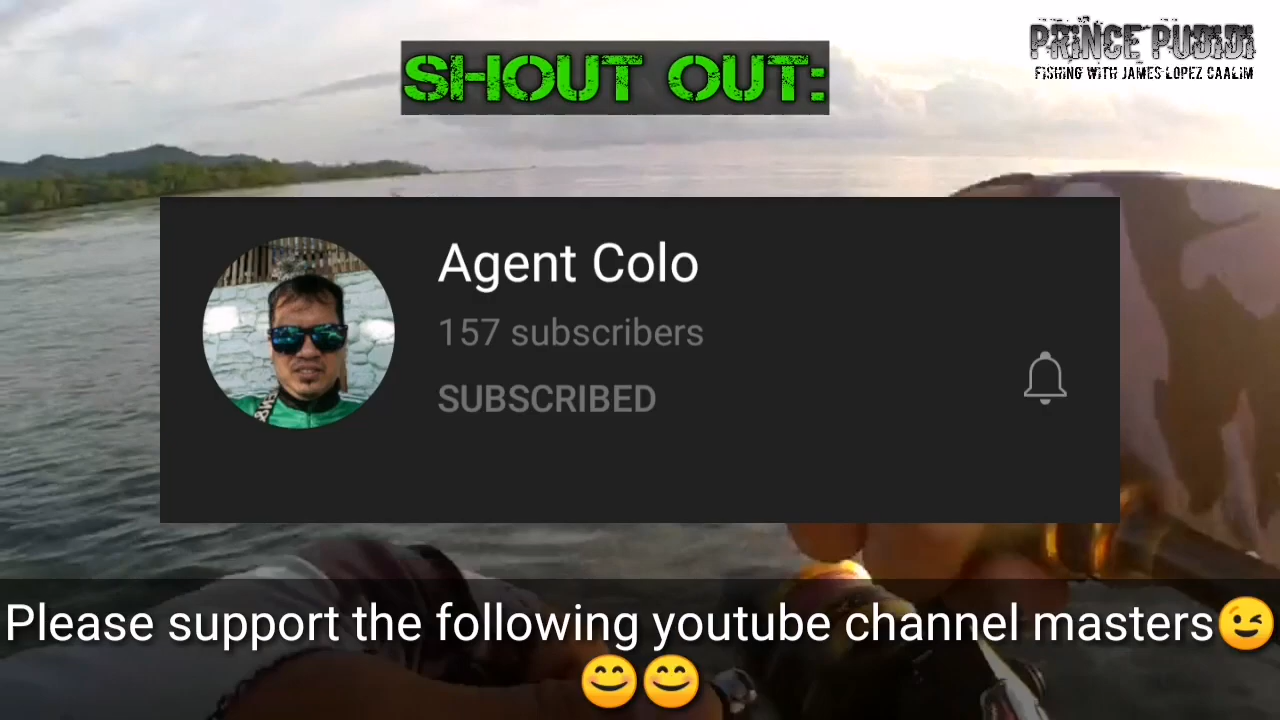 PRINCE PUDIDI
FISHING WITH JAMES LOPEZ CAALIM
SHOUT OUT:
Agent Colo
157 subscribers
SUBSCRIBED
Please support the following youtube channel masters😉
😊😊